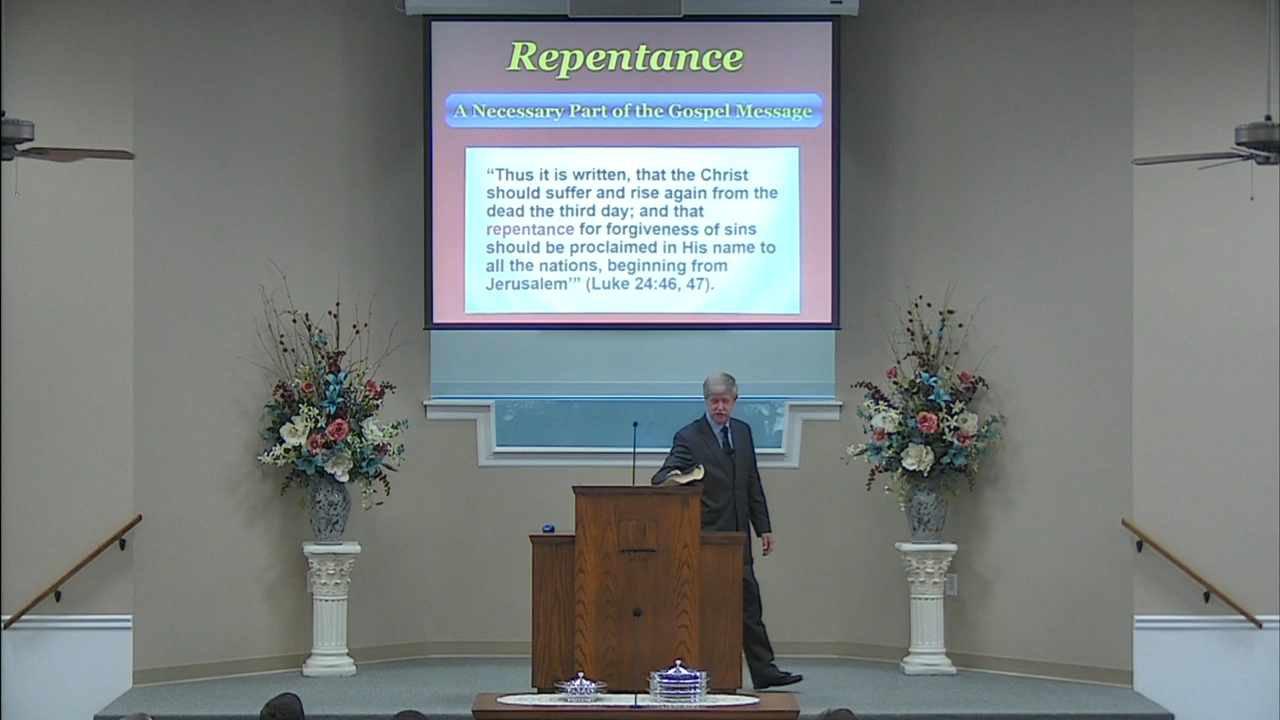 Repentance
A Necessary Part of the Gospel Message
“Thus it is written, that the Christ
should suffer and rise again from the
dead the third day; and that
repentance for forgiveness of sins
should be proclaimed in His name to
all the nations, beginning from
Jerusalem’” (Luke 24:46, 47).